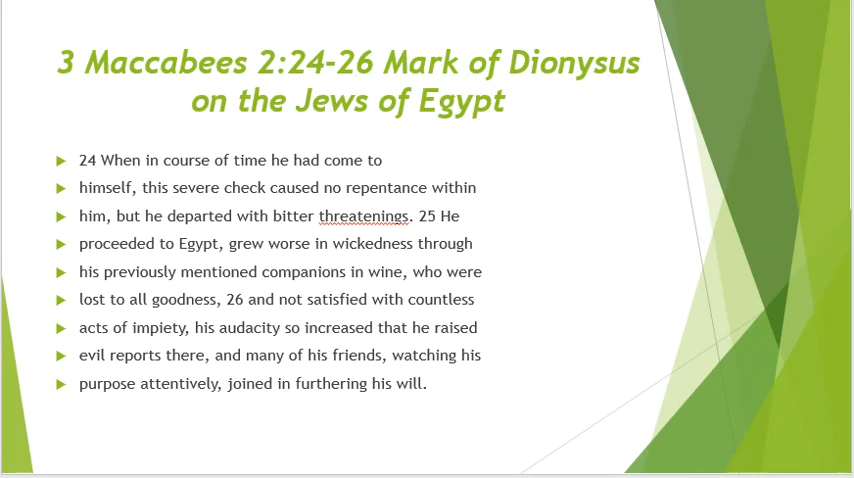 3 Maccabees 2:24-26 Mark of Dionysus
on the Jews of Egypt
24 When in course of time he had come to
himself, this severe check caused no repentance within
him, but he departed with bitter threatenings. 25 He
proceeded to Egypt, grew worse in wickedness through
his previously mentioned companions in wine, who were
lost to all goodness, 26 and not satisfied with countless
acts of impiety, his audacity so increased that he raised
evil reports there, and many of his friends, watching his
purpose attentively, joined in furthering his will.